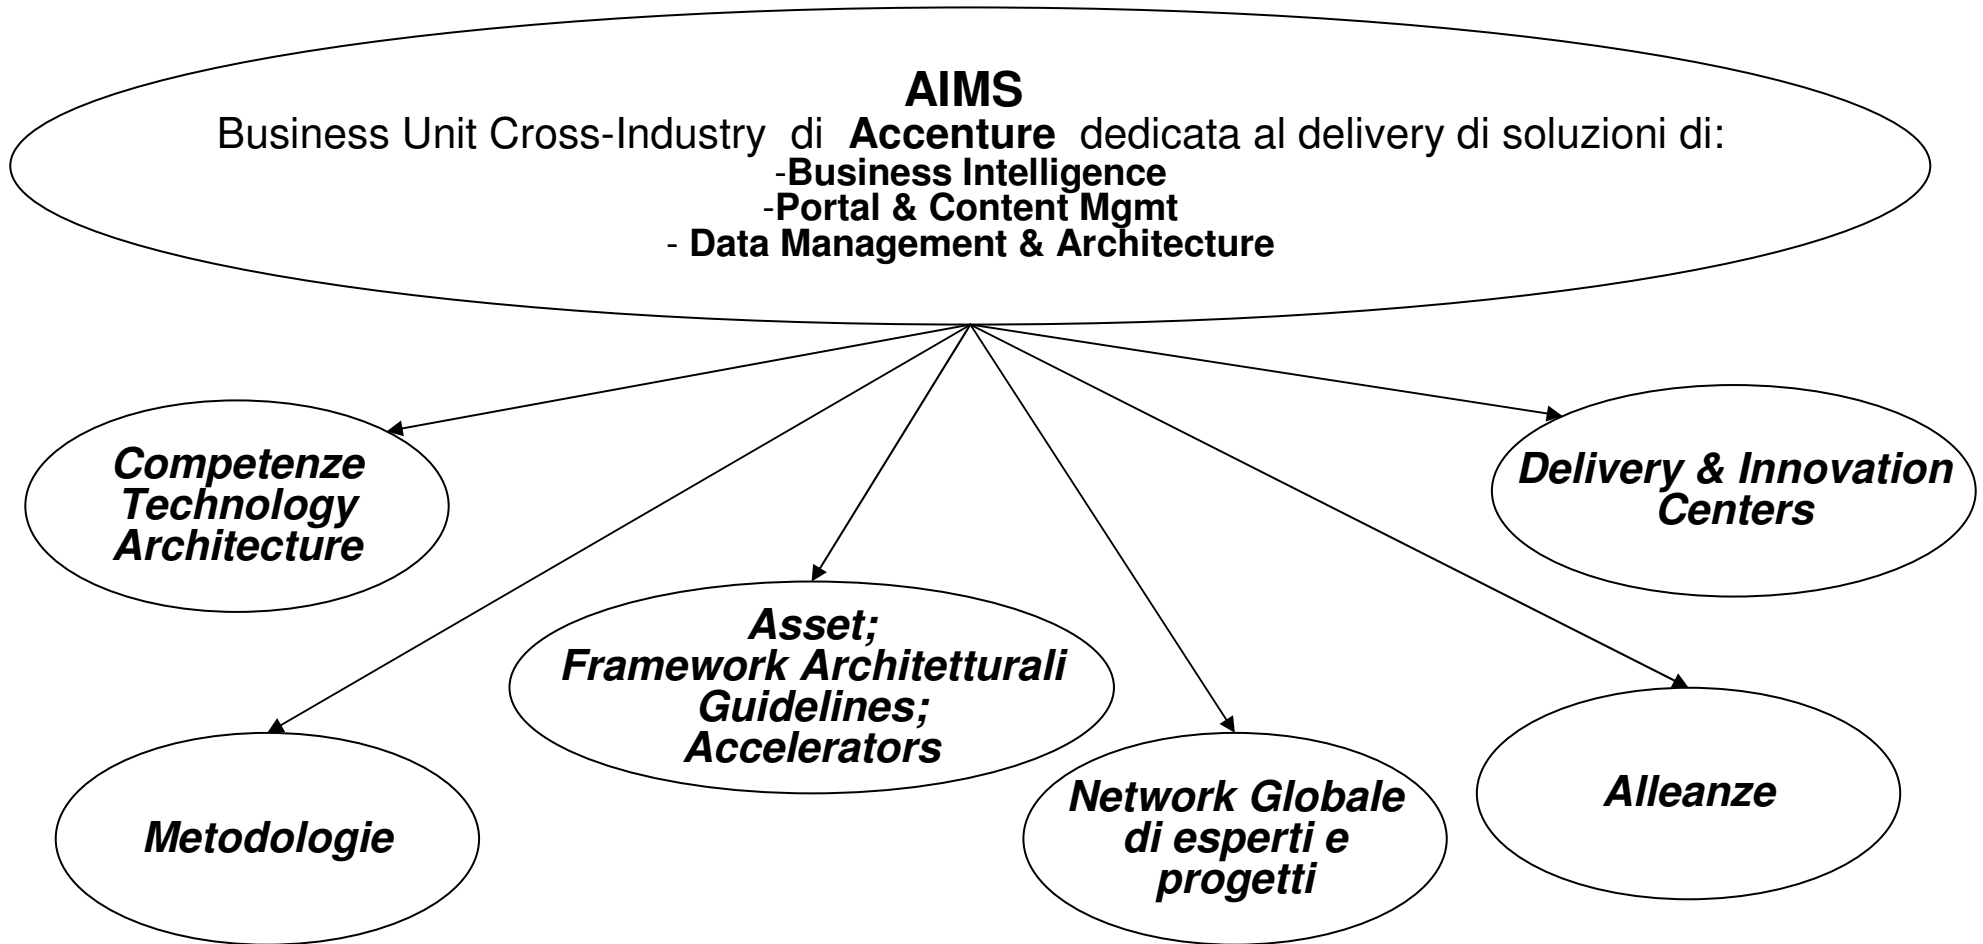 AIMS
Business Unit Cross-Industry di Accenture dedicata al delivery di soluzioni di:
-Business Intelligence
-Portal & Content Mgmt
- Data Management & Architecture
Competenze
Technology
Architecture
Delivery & Innovation
Centers
Asset;
Framework Architetturali
Guidelines;
Accelerators
Metodologie
Network Globale
di esperti e
progetti
Alleanze